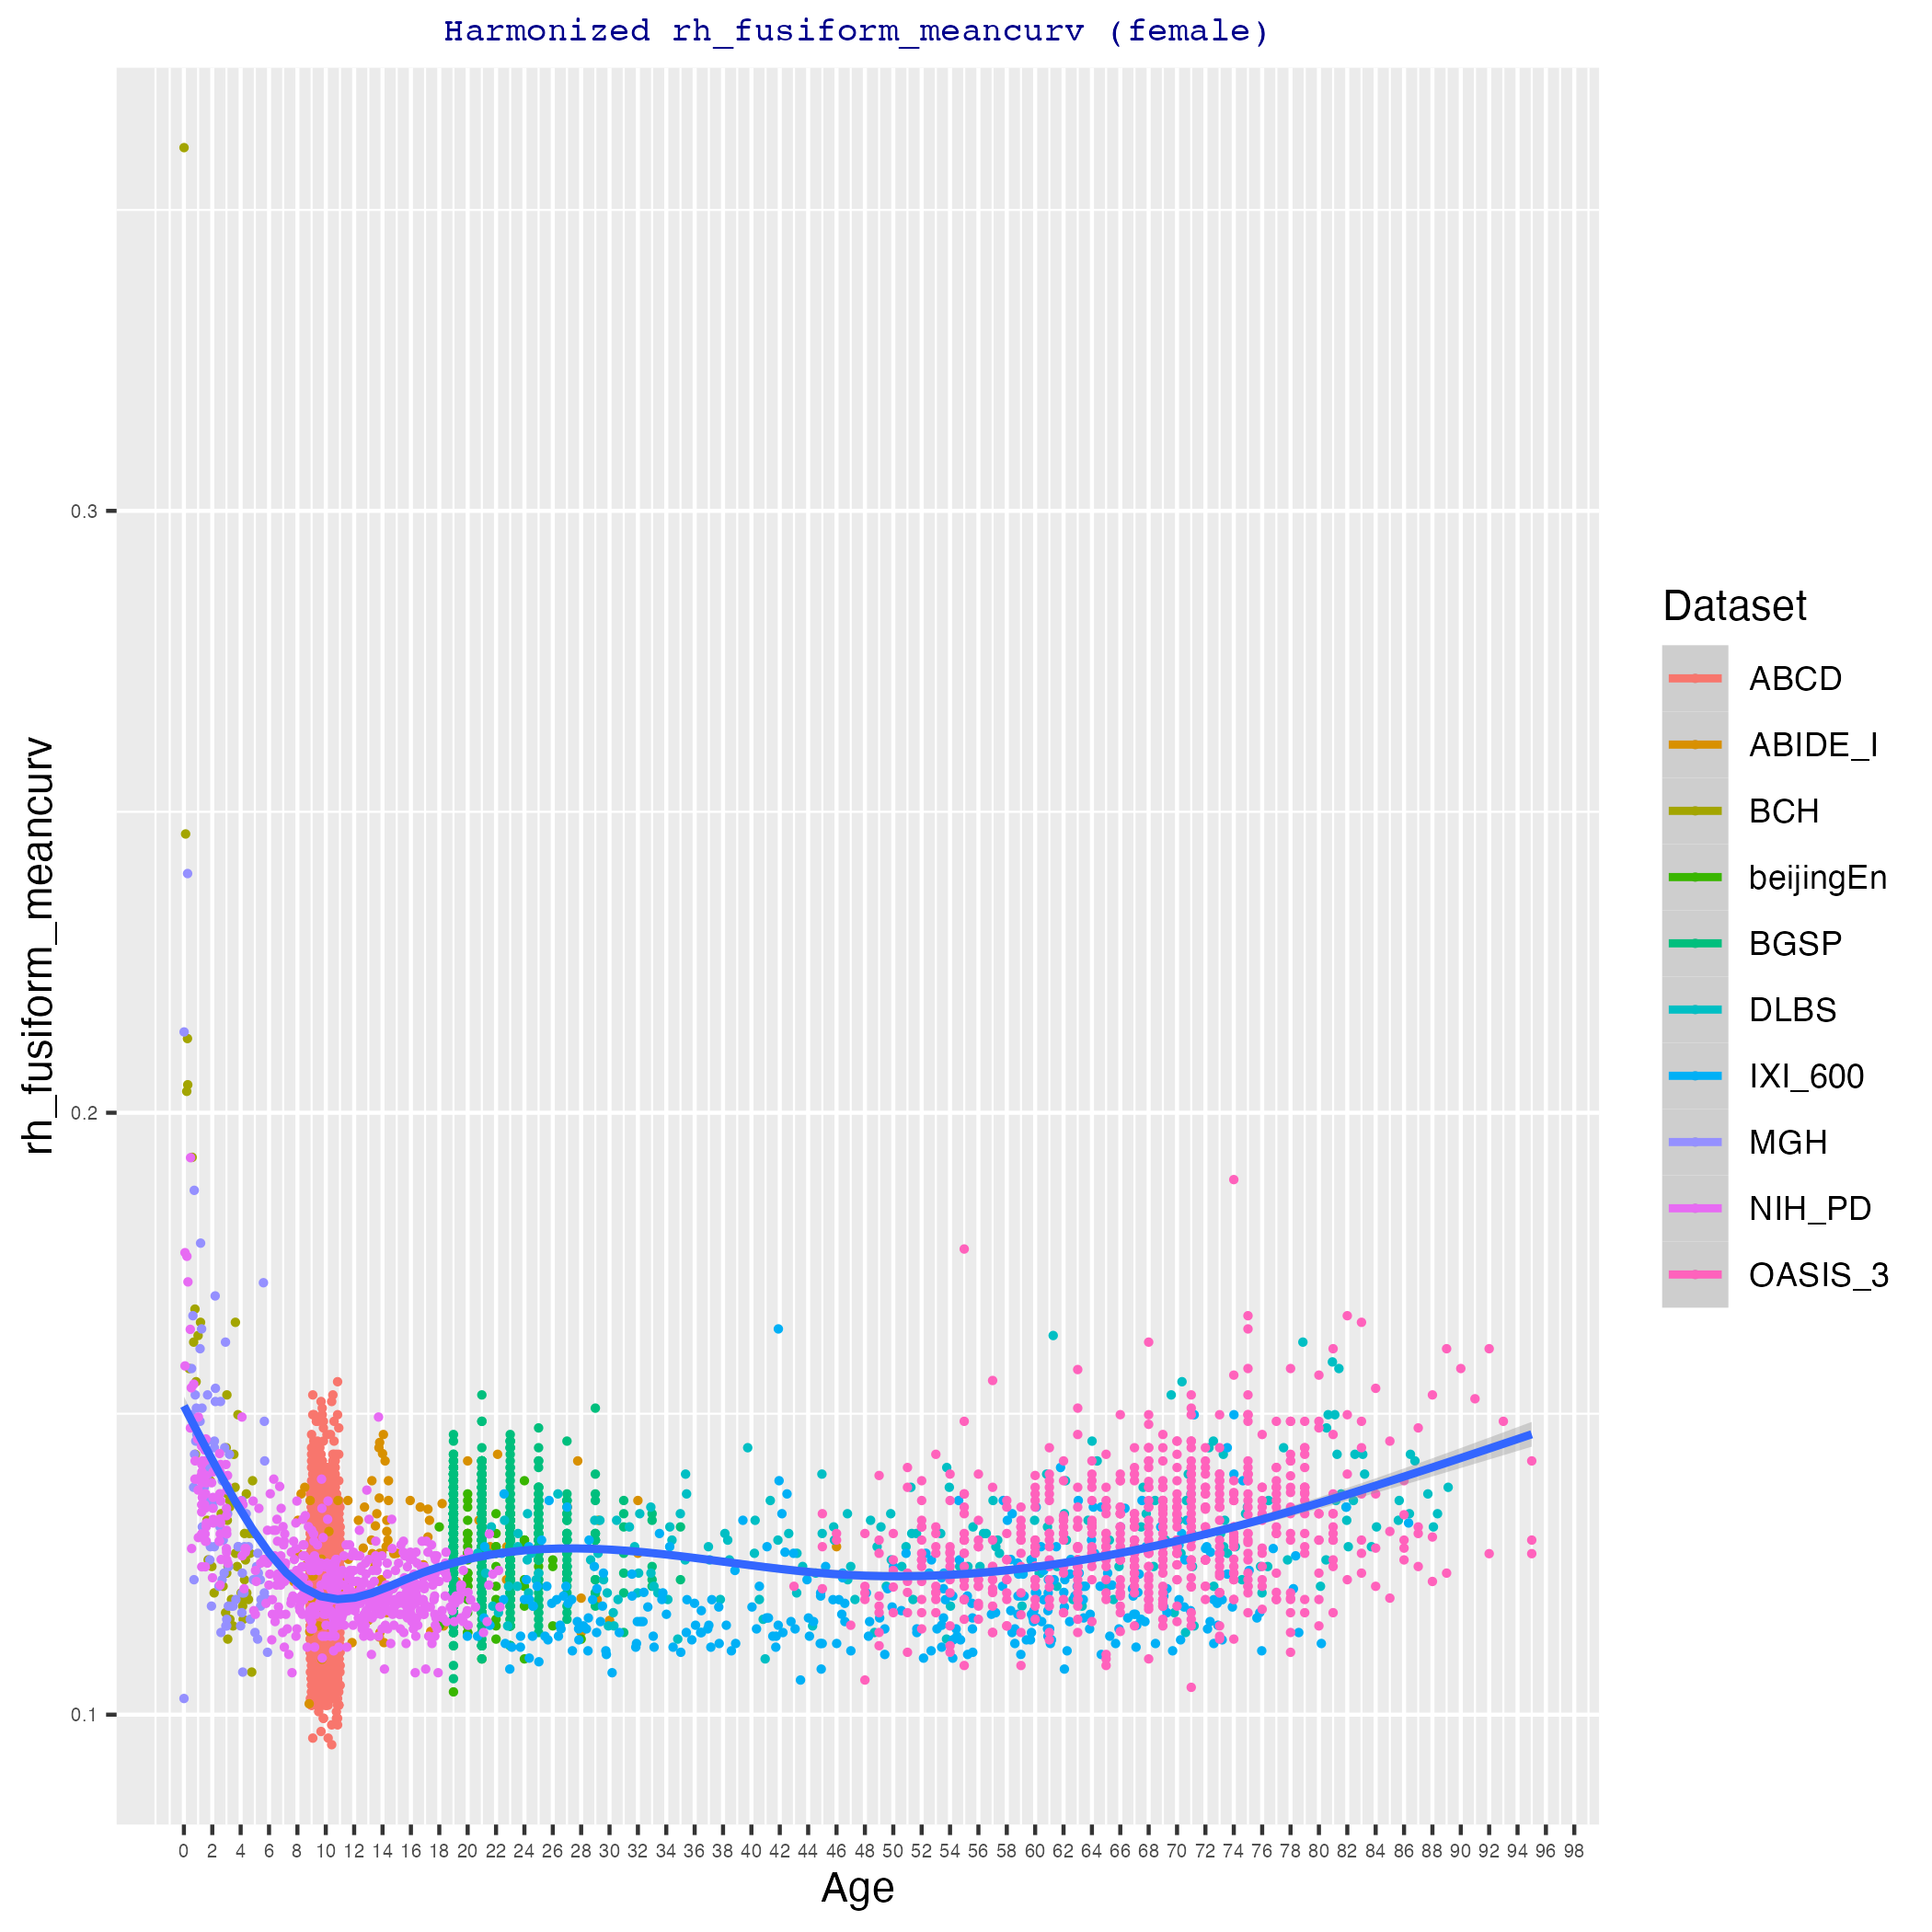 Harmonized rh_fusiform_meancurv (female)
rh_fusiform_meancurv
0.3
0.2
0.1
0 2 4 6 8 10 12 14 16 18 20 22 24 26 28 30 32 34 36 38 40 42 44 46 48 50 52 54 56 58 60 62 64 66 68 70 72 74 76 78 80 82 84 86 88 90 92 94 96 98
Age
Dataset
ABCD
ABIDE_I
BCH
beijingEn
BGSP
DLBS
IXI_600
MGH
NIH_PD
OASIS_3